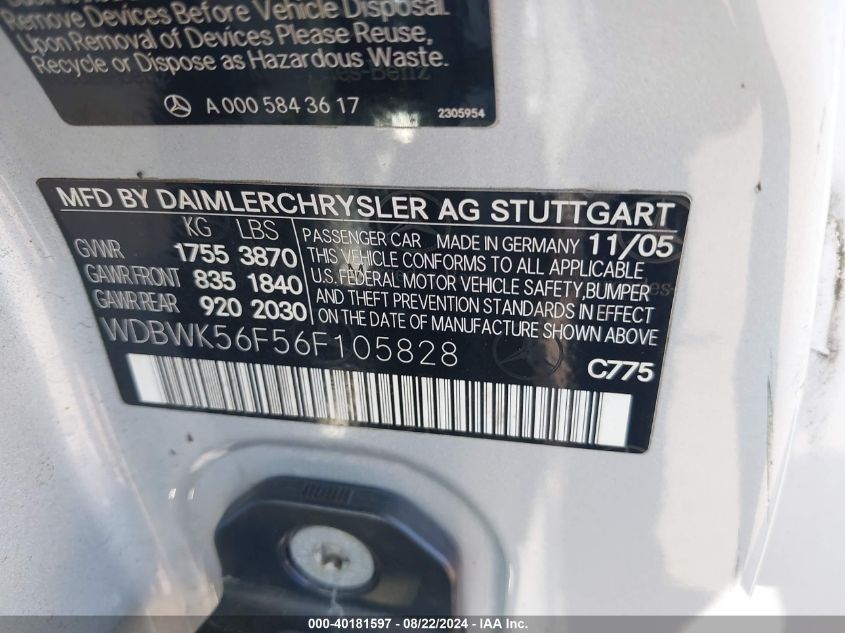 Remove Devices Before Vehicle Disposal.
Upon Removal of Devices Please Reuse,
Recycle or Dispose as Hazardous Waste.
A 000 584 36 17
2305954
MFD BY DAIMLERCHRYSLER AG STUTTGART
KG LBS
GVWR 1755 3870
GAWR FRONT 835 1840
GAWR REAR 920 2030
PASSENGER CAR MADE IN GERMANY 11/05
THIS VEHICLE CONFORMS TO ALL APPLICABLE
U.S. FEDERAL MOTOR VEHICLE SAFETY, BUMPER
AND THEFT PREVENTION STANDARDS IN EFFECT
ON THE DATE OF MANUFACTURE SHOWN ABOVE
WDBWK56F56F105828
C775
000-40181597 - 08/22/2024 - IAA Inc.